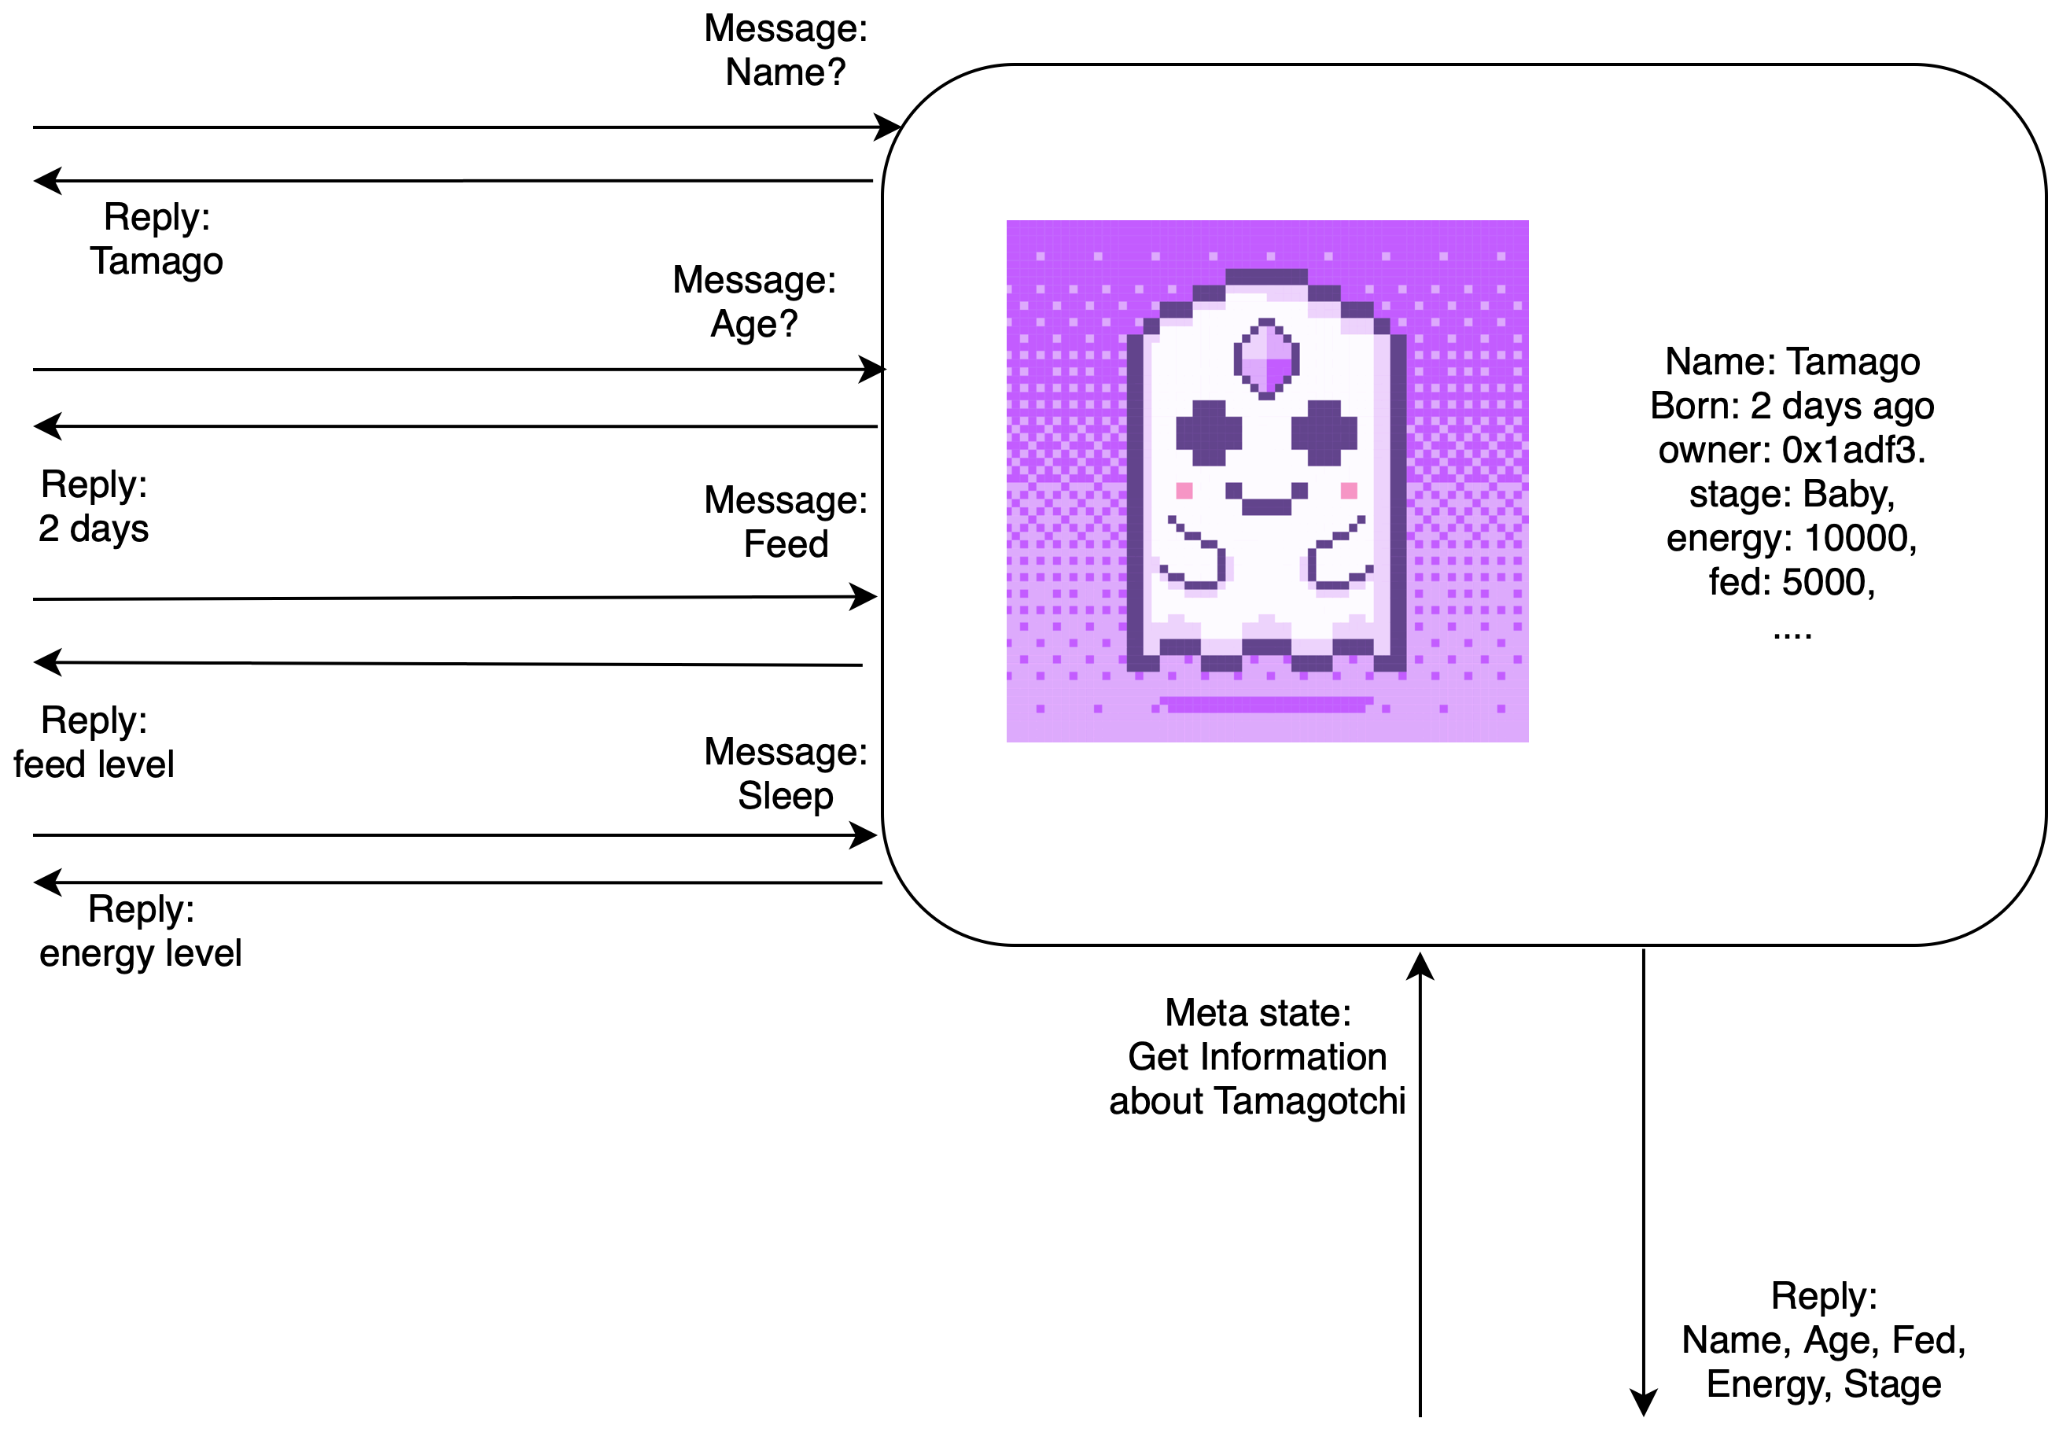 Message:
Name?
Reply:
Tamago
Message:
Age?
Reply:
2 days
Message:
Feed
Reply:
feed level
Message:
Sleep
Reply:
energy level
Name: Tamago
Born: 2 days ago
owner: 0x1adf3.
stage: Baby,
energy: 10000,
fed: 5000,
....
Meta state:
Get Information
about Tamagotchi
Reply:
Name, Age, Fed,
Energy, Stage